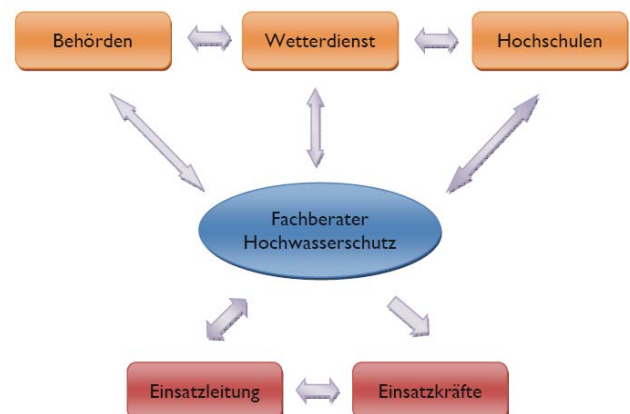 Behörden
Wetterdienst
Hochschulen
Fachberater
Hochwasserschutz
Einsatzleitung
Einsatzkräfte